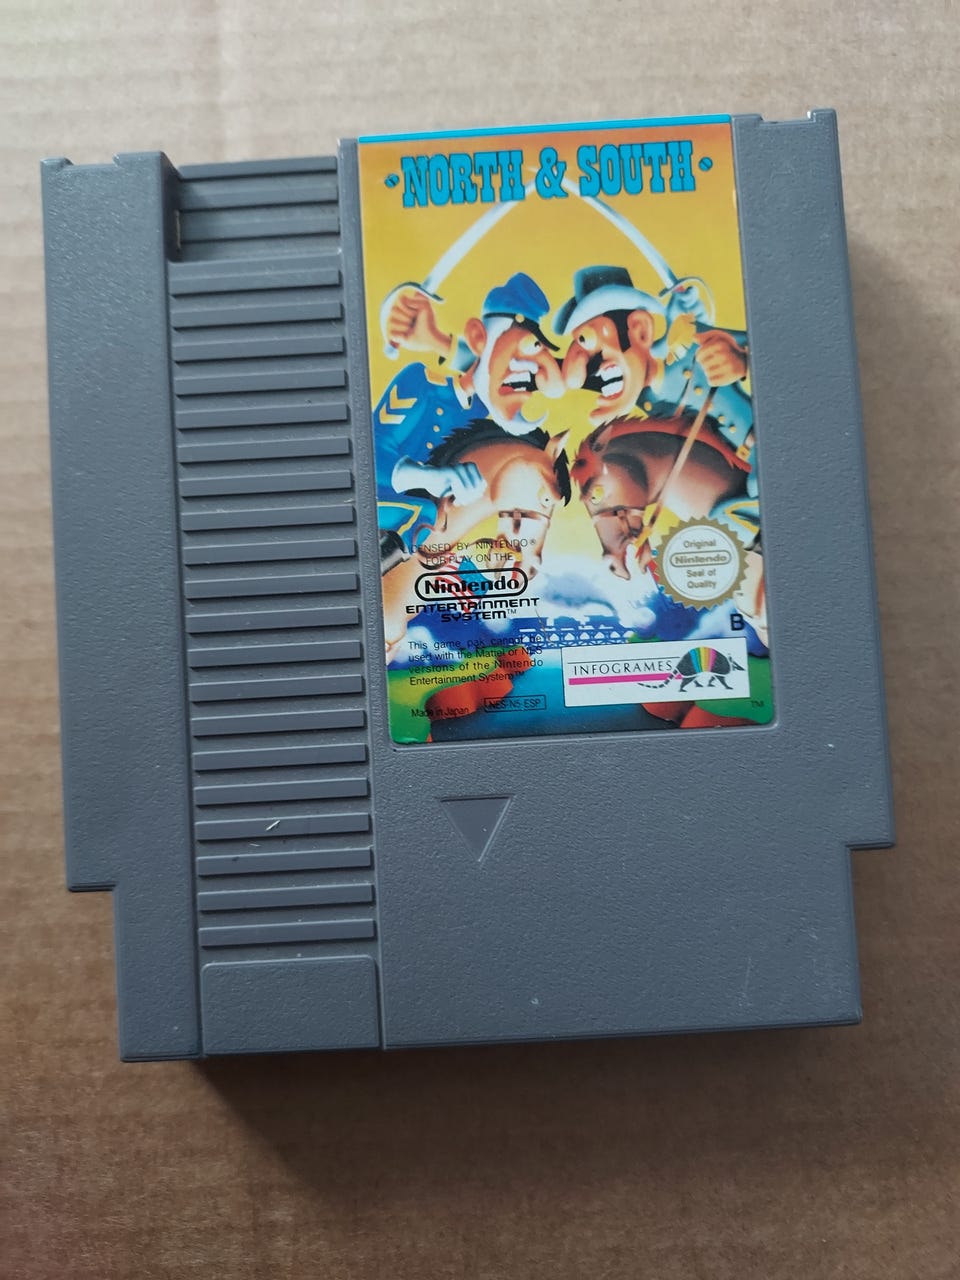 • NORTH & SOUTH •
LICENSED BY NINTENDO®
FOR PLAY ON THE
Nintendo
ENTERTAINMENT
SYSTEM™
Original
Nintendo
Seal of
Quality
B
This game pak cannot be
used with the Mattel or NES
versions of the Nintendo
Entertainment System™
INFOGRAMES
Made in Japan
NES-N5-ESP
TM